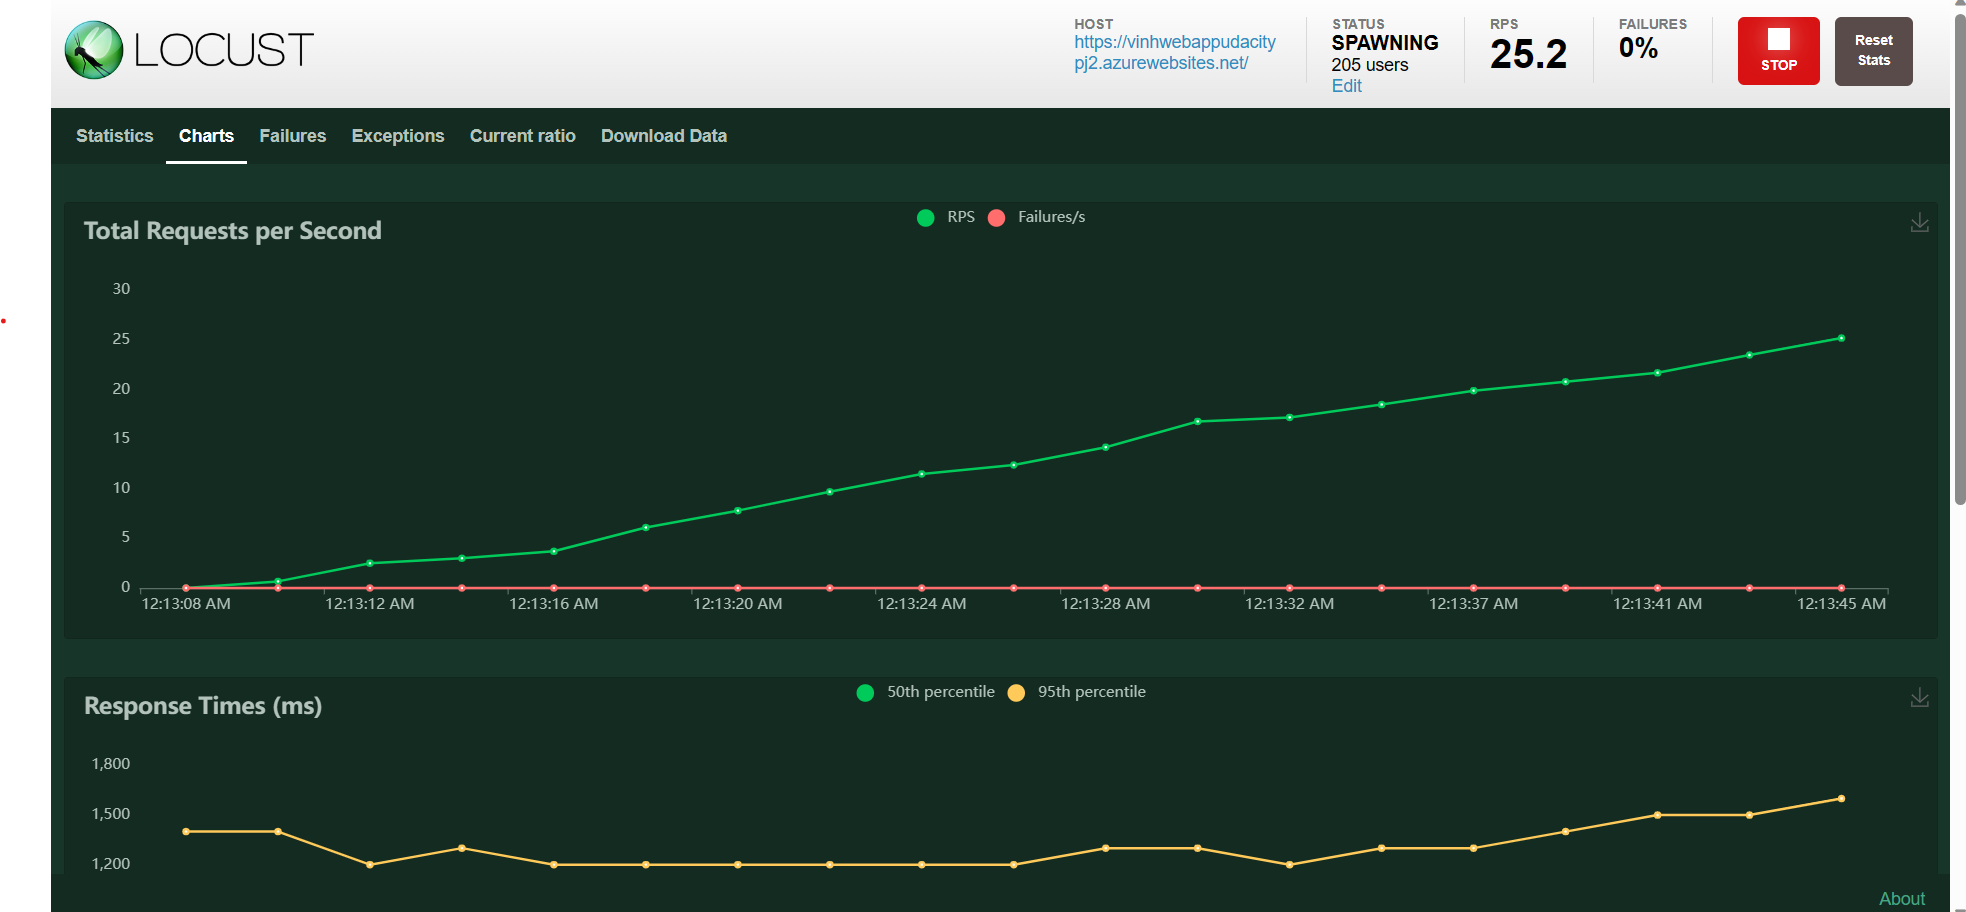 LOCUST
HOST
https://vinhwebappudacity
pj2.azurewebsites.net/
STATUS
SPAWNING
205 users
Edit
RPS
25.2
FAILURES
0%
STOP
Reset
Stats
Statistics Charts Failures Exceptions Current ratio Download Data
Total Requests per Second
RPS Failures/s
30
25
20
15
10
5
0
12:13:08 AM 12:13:12 AM 12:13:16 AM 12:13:20 AM 12:13:24 AM 12:13:28 AM 12:13:32 AM 12:13:37 AM 12:13:41 AM 12:13:45 AM
Response Times (ms)
50th percentile 95th percentile
1,800
1,500
1,200
About